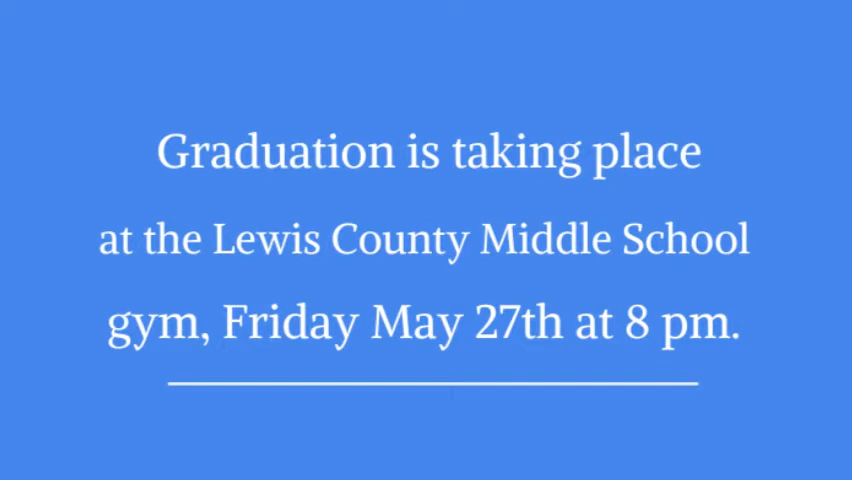 Graduation is taking place
at the Lewis County Middle School
gym, Friday May 27th at 8 pm.